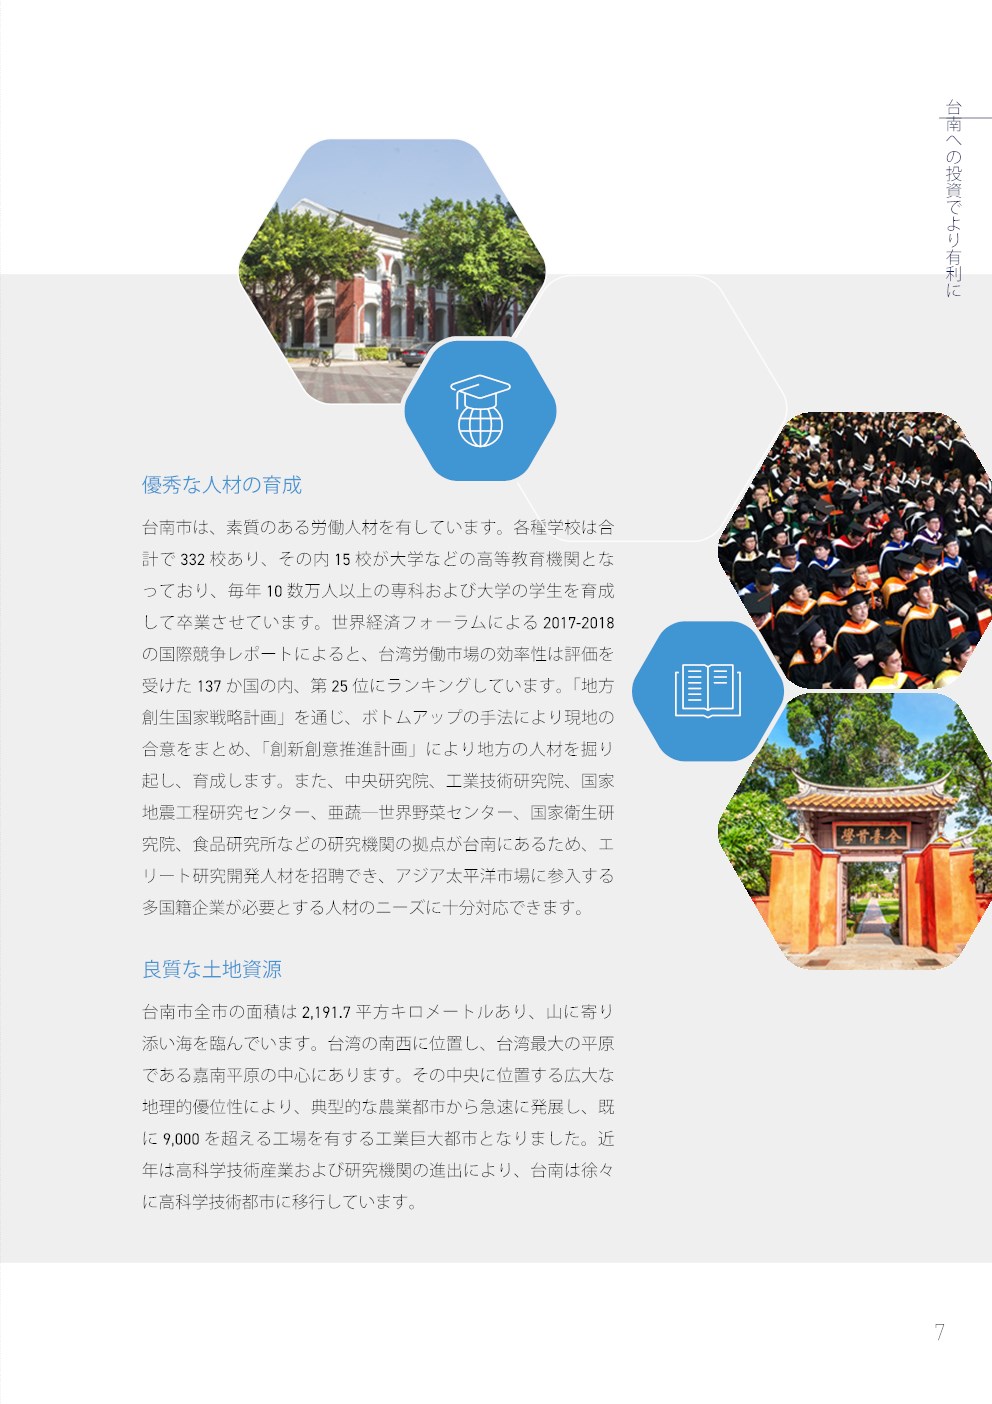 台南への投資でより有利に
優秀な人材の育成
台南市は、素質のある労働人材を有しています。各種学校は合
計で 332 校あり、その内 15 校が大学などの高等教育機関とな
っており、毎年 10 数万人以上の専科および大学の学生を育成
して卒業させています。世界経済フォーラムによる 2017-2018
の国際競争レポートによると、台湾労働市場の効率性は評価を
受けた 137 か国の内、第 25 位にランキングしています。「地方
創生国家戦略計画」を通じ、ボトムアップの手法により現地の
合意をまとめ、「創新創意推進計画」により地方の人材を掘り
起し、育成します。また、中央研究院、工業技術研究院、国家
地震工程研究センター、亜蔬─世界野菜センター、国家衛生研
究院、食品研究所などの研究機関の拠点が台南にあるため、エ
リート研究開発人材を招聘でき、アジア太平洋市場に参入する
多国籍企業が必要とする人材のニーズに十分対応できます。
學首臺全
良質な土地資源
台南市全市の面積は 2,191.7 平方キロメートルあり、山に寄り
添い海を臨んでいます。台湾の南西に位置し、台湾最大の平原
である嘉南平原の中心にあります。その中央に位置する広大な
地理的優位性により、典型的な農業都市から急速に発展し、既
に 9,000 を超える工場を有する工業巨大都市となりました。近
年は高科学技術産業および研究機関の進出により、台南は徐々
に高科学技術都市に移行しています。
7